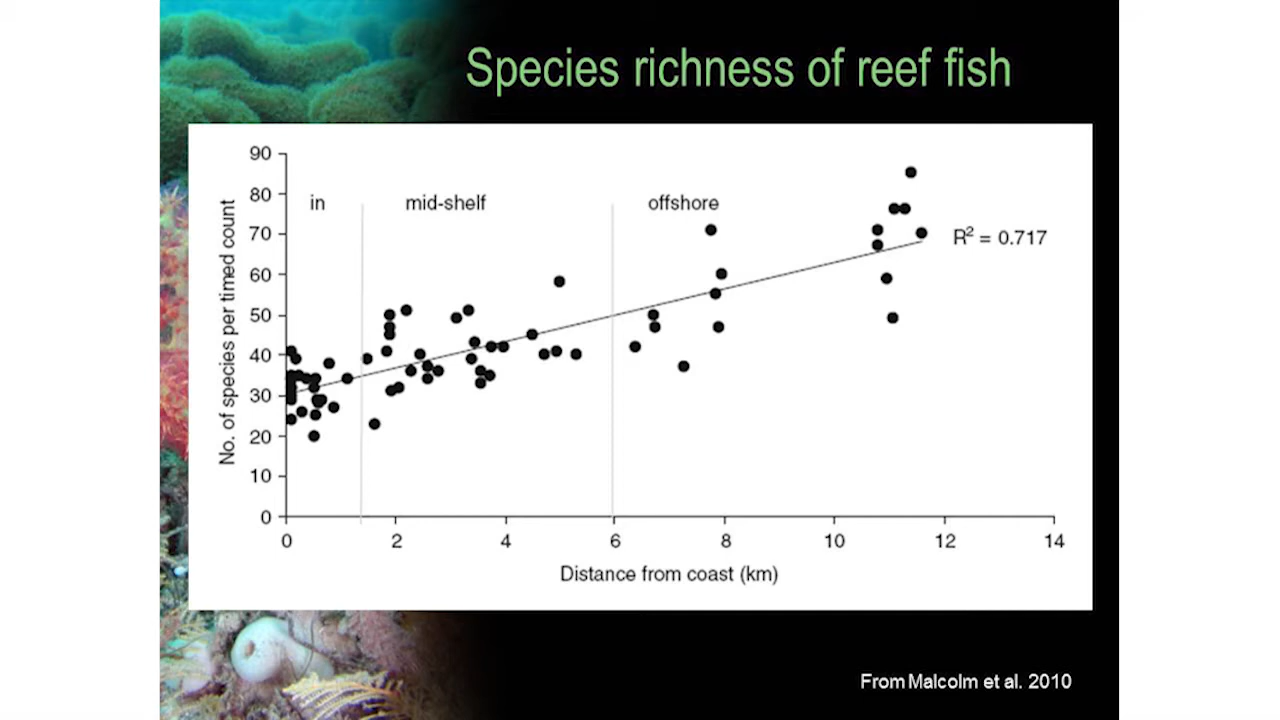 Species richness of reef fish
No. of species per timed count
90
80
70
60
50
40
30
20
10
0
in
mid-shelf
offshore
R² = 0.717
0 2 4 6 8 10 12 14
Distance from coast (km)
From Malcolm et al. 2010